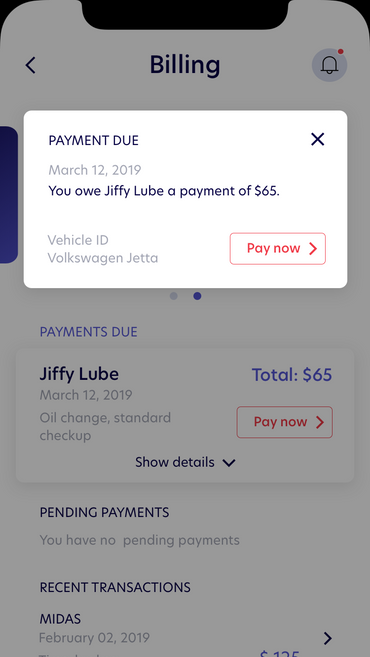 Billing
PAYMENT DUE
March 12, 2019
You owe Jiffy Lube a payment of $65.
Vehicle ID
Volkswagen Jetta
Pay now
PAYMENTS DUE
Jiffy Lube
Total: $65
March 12, 2019
Oil change, standard
checkup
Pay now
Show details
PENDING PAYMENTS
You have no pending payments
RECENT TRANSACTIONS
MIDAS
February 02, 2019